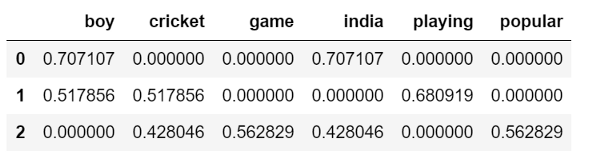 boy cricket game india playing popular
0 0.707107 0.000000 0.000000 0.707107 0.000000 0.000000
1 0.517856 0.517856 0.000000 0.000000 0.680919 0.000000
2 0.000000 0.428046 0.562829 0.428046 0.000000 0.562829